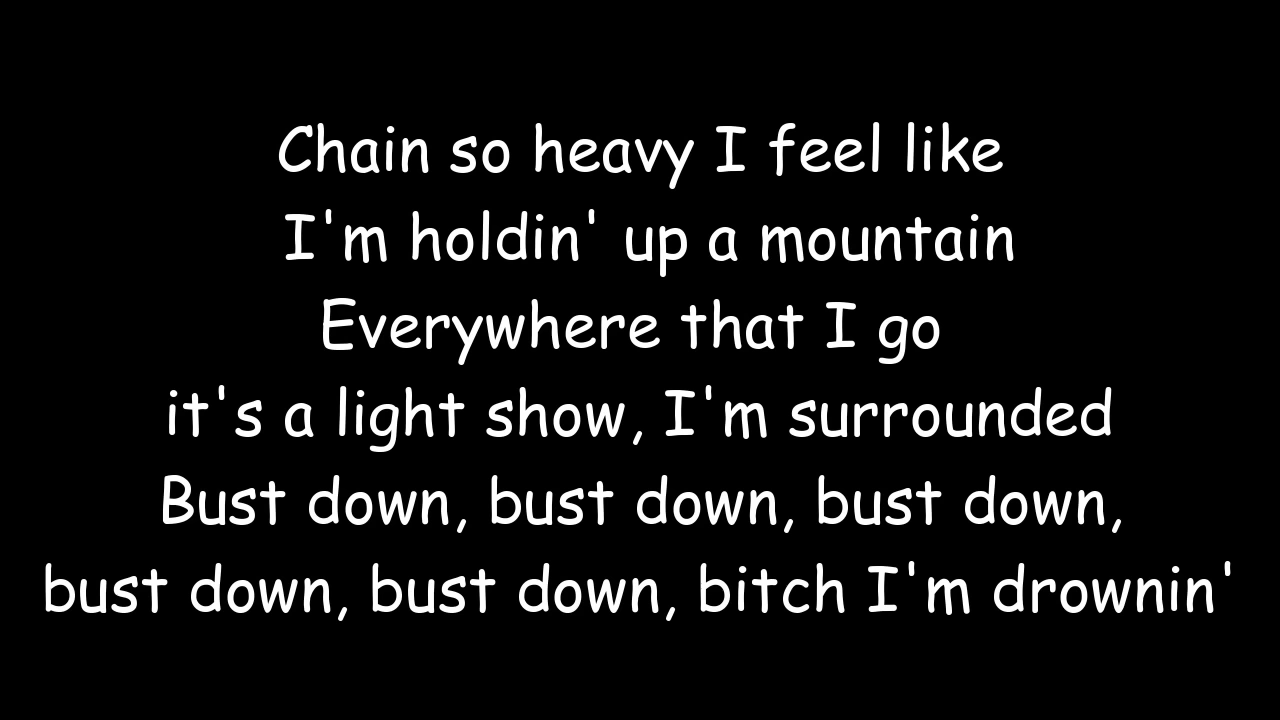 Chain so heavy I feel like
I'm holdin' up a mountain
Everywhere that I go
it's a light show, I'm surrounded
Bust down, bust down, bust down,
bust down, bust down, bitch I'm drownin'